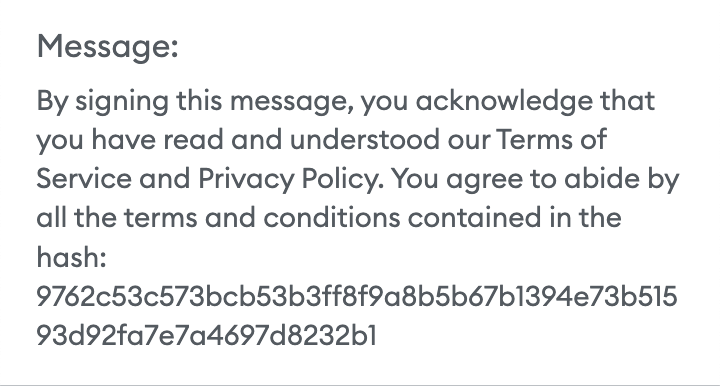 Message:
By signing this message, you acknowledge that
you have read and understood our Terms of
Service and Privacy Policy. You agree to abide by
all the terms and conditions contained in the
hash:
9762c53c573bcb53b3ff8f9a8b5b67b1394e73b515
93d92fa7e7a4697d8232b1